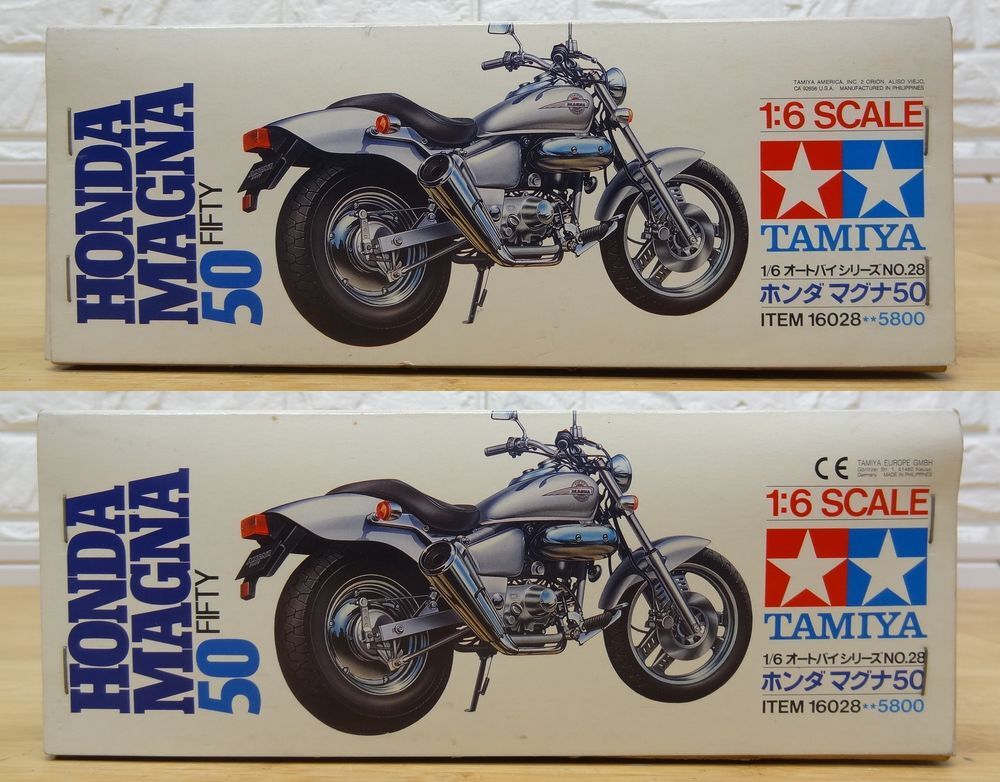 HONDA
MAGNA
50 FIFTY
MAGNA
TAMIYA AMERICA, INC. 2 ORION, ALISO VIEJO,
CA 92656 U.S.A. MANUFACTURED IN PHILIPPINES
1:6 SCALE
TAMIYA
1/6 オートバイシリーズNO.28
ホンダ マグナ50
ITEM 16028**5800
HONDA
MAGNA
50 FIFTY
MAGNA
CE TAMIYA EUROPE GMBH
Germany MADE IN PHILIPPINES
1:6 SCALE
TAMIYA
1/6 オートバイシリーズNO.28
ホンダ マグナ50
ITEM 16028**5800